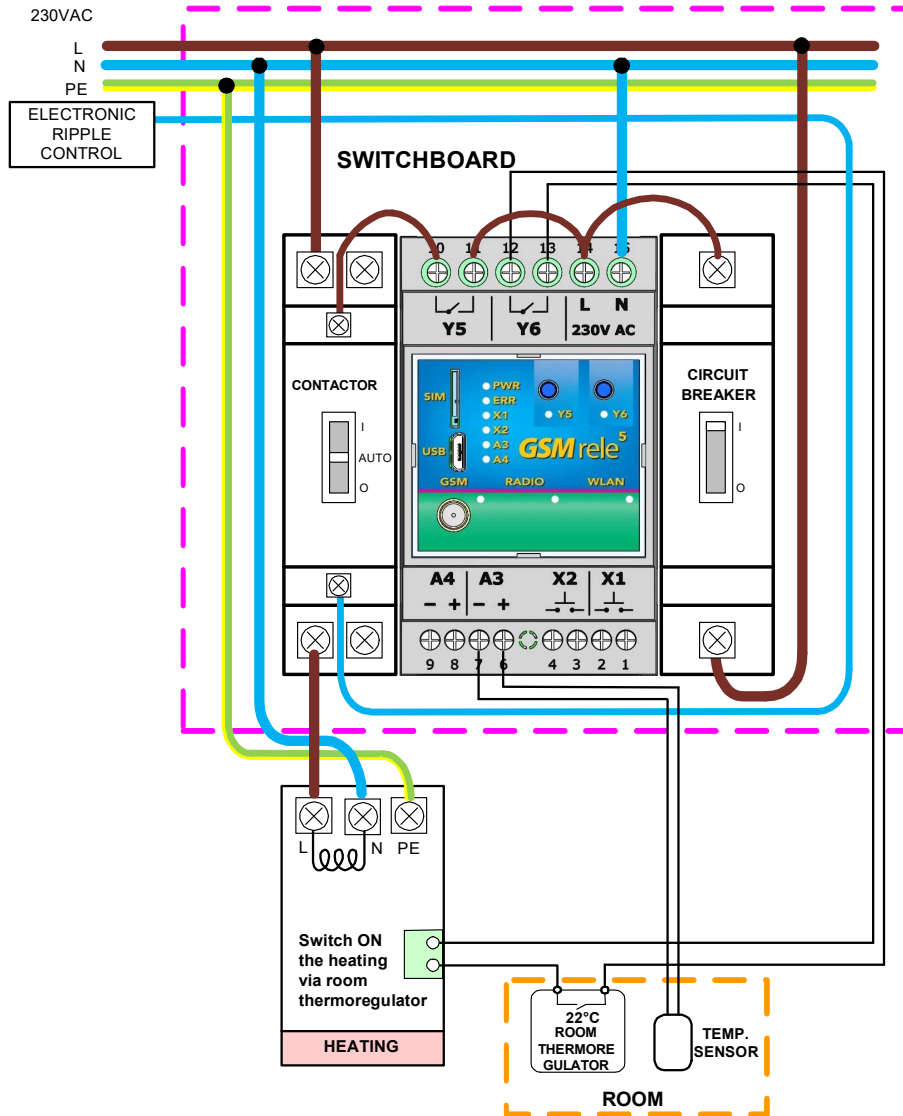 230VAC
L
N
PE
ELECTRONIC
RIPPLE
CONTROL
SWITCHBOARD
10 11 12 13 14 15
Y5 Y6 L N
230V AC
CONTACTOR
I
AUTO
O
SIM
USB
PWR
ERR
X1
X2
A3
A4
Y5 Y6
GSM rele5
GSM RADIO WLAN
CIRCUIT
BREAKER
I
O
A4 A3 X2 X1
− + − +
9 8 7 6 4 3 2 1
L N PE
Switch ON
the heating
via room
thermoregulator
HEATING
22°C
ROOM
THERMORE
GULATOR
TEMP.
SENSOR
ROOM